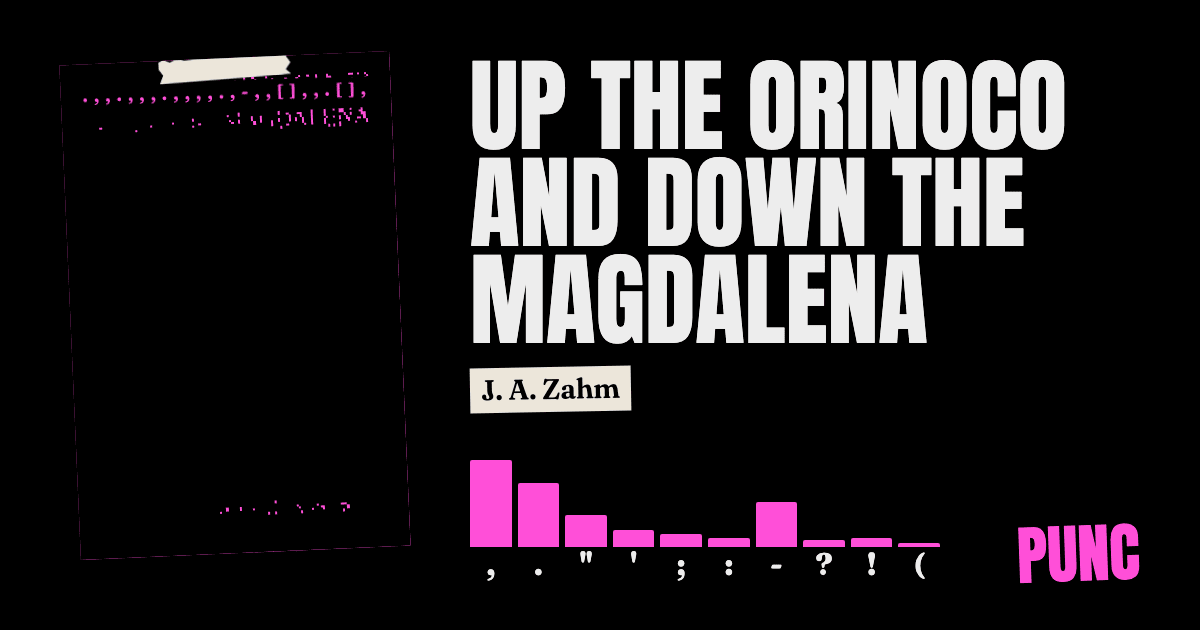 .,,.,,,.,,,,,.,-,,[],,.[],
UP THE ORINOCO
AND DOWN THE
MAGDALENA
J. A. Zahm
, . " ' ; : - ? ! (
PUNC